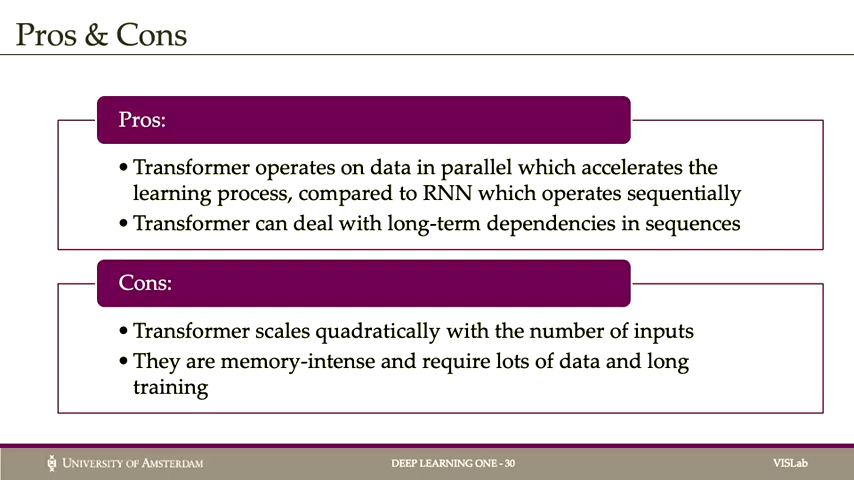 Pros & Cons
Pros:
• Transformer operates on data in parallel which accelerates the
learning process, compared to RNN which operates sequentially
• Transformer can deal with long-term dependencies in sequences
Cons:
• Transformer scales quadratically with the number of inputs
• They are memory-intense and require lots of data and long
training
UNIVERSITY OF AMSTERDAM
DEEP LEARNING ONE - 30
VISLab